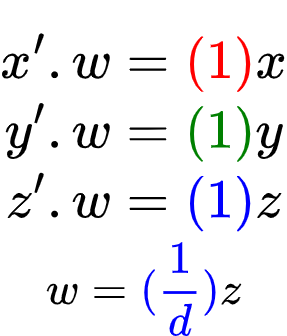 x′.w = (1)x
y′.w = (1)y
z′.w = (1)z
w = (1/d)z